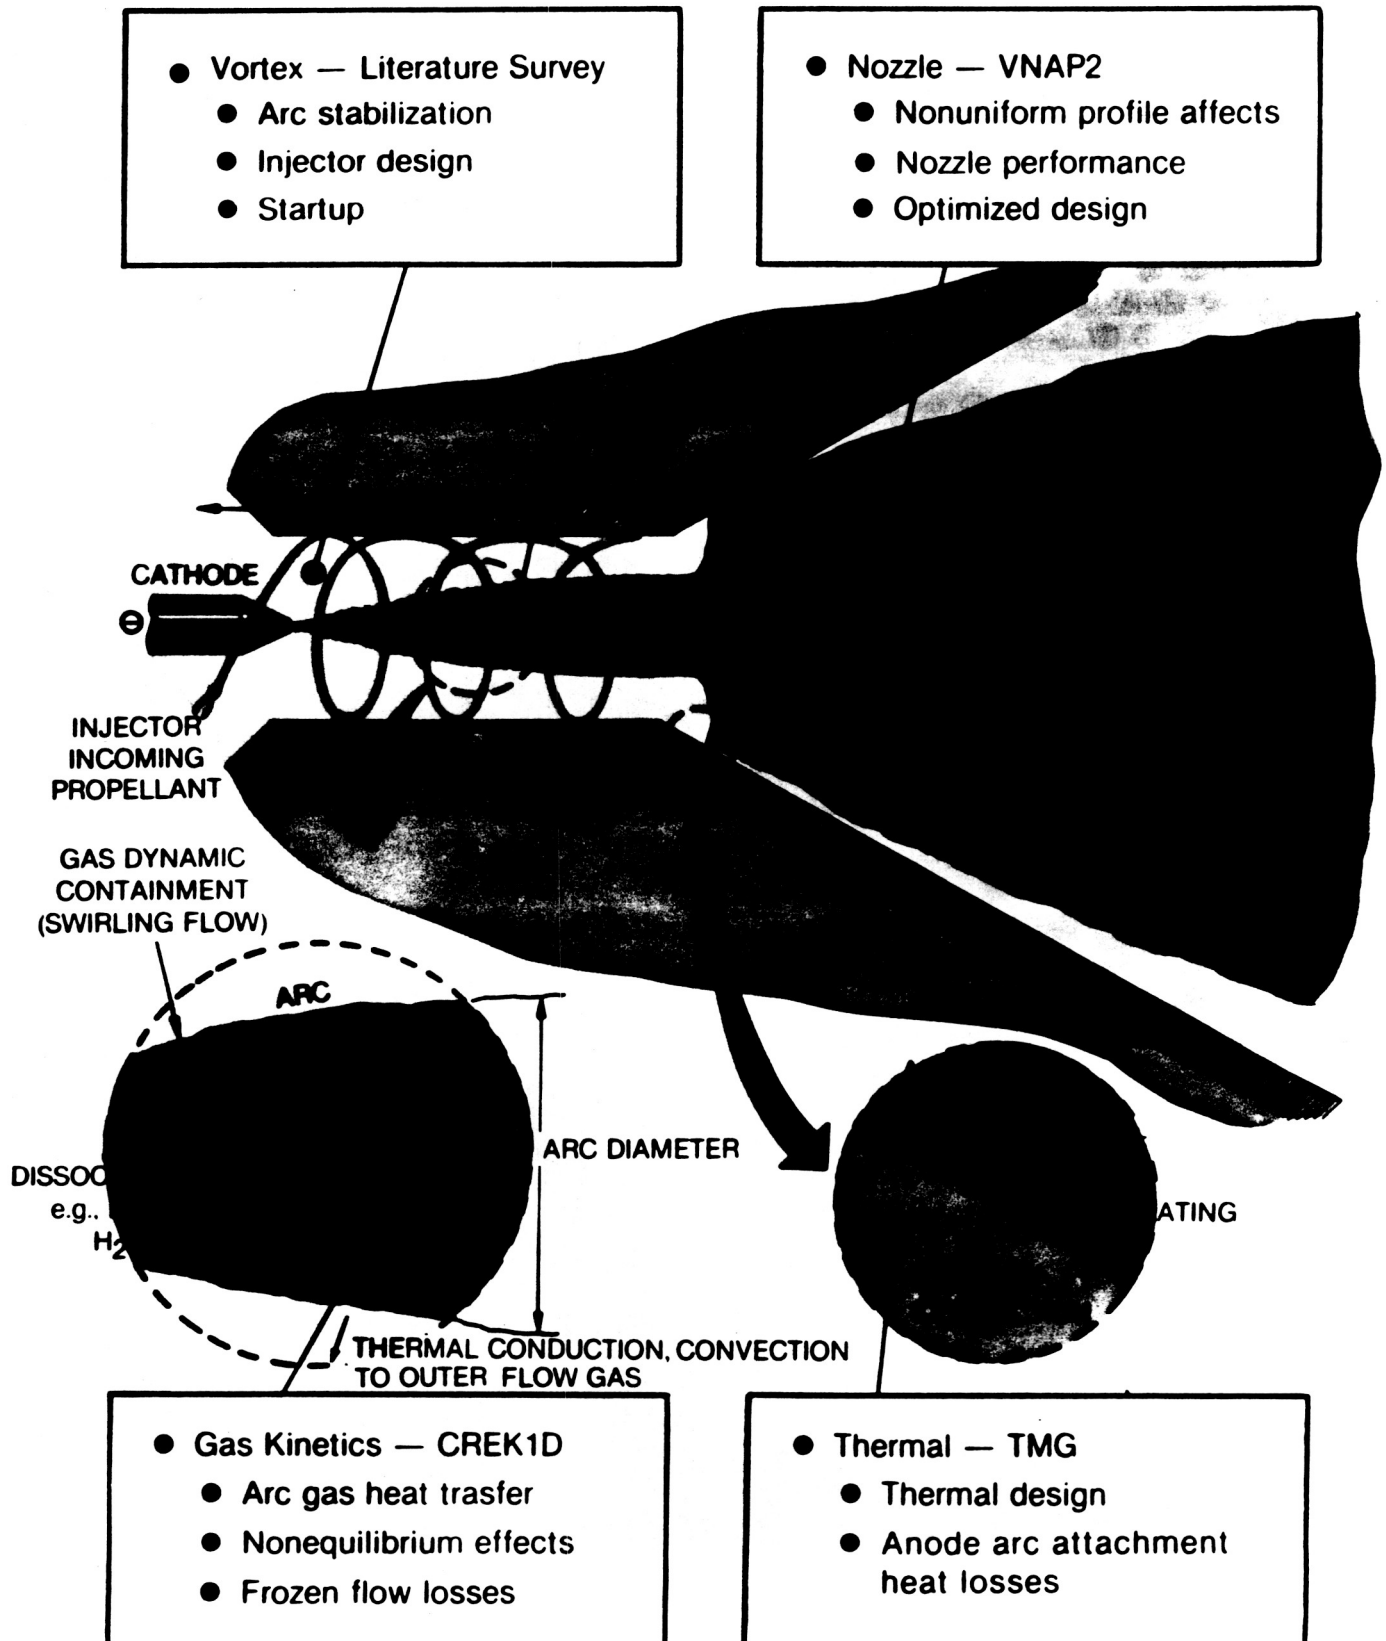 ● Vortex — Literature Survey
● Arc stabilization
● Injector design
● Startup
● Nozzle — VNAP2
● Nonuniform profile affects
● Nozzle performance
● Optimized design
CATHODE
⊖
INJECTOR
INCOMING
PROPELLANT
GAS DYNAMIC
CONTAINMENT
(SWIRLING FLOW)
ARC
ARC DIAMETER
e.g.,
H2
THERMAL CONDUCTION, CONVECTION
TO OUTER FLOW GAS
● Gas Kinetics — CREK1D
● Arc gas heat trasfer
● Nonequilibrium effects
● Frozen flow losses
● Thermal — TMG
● Thermal design
● Anode arc attachment
heat losses